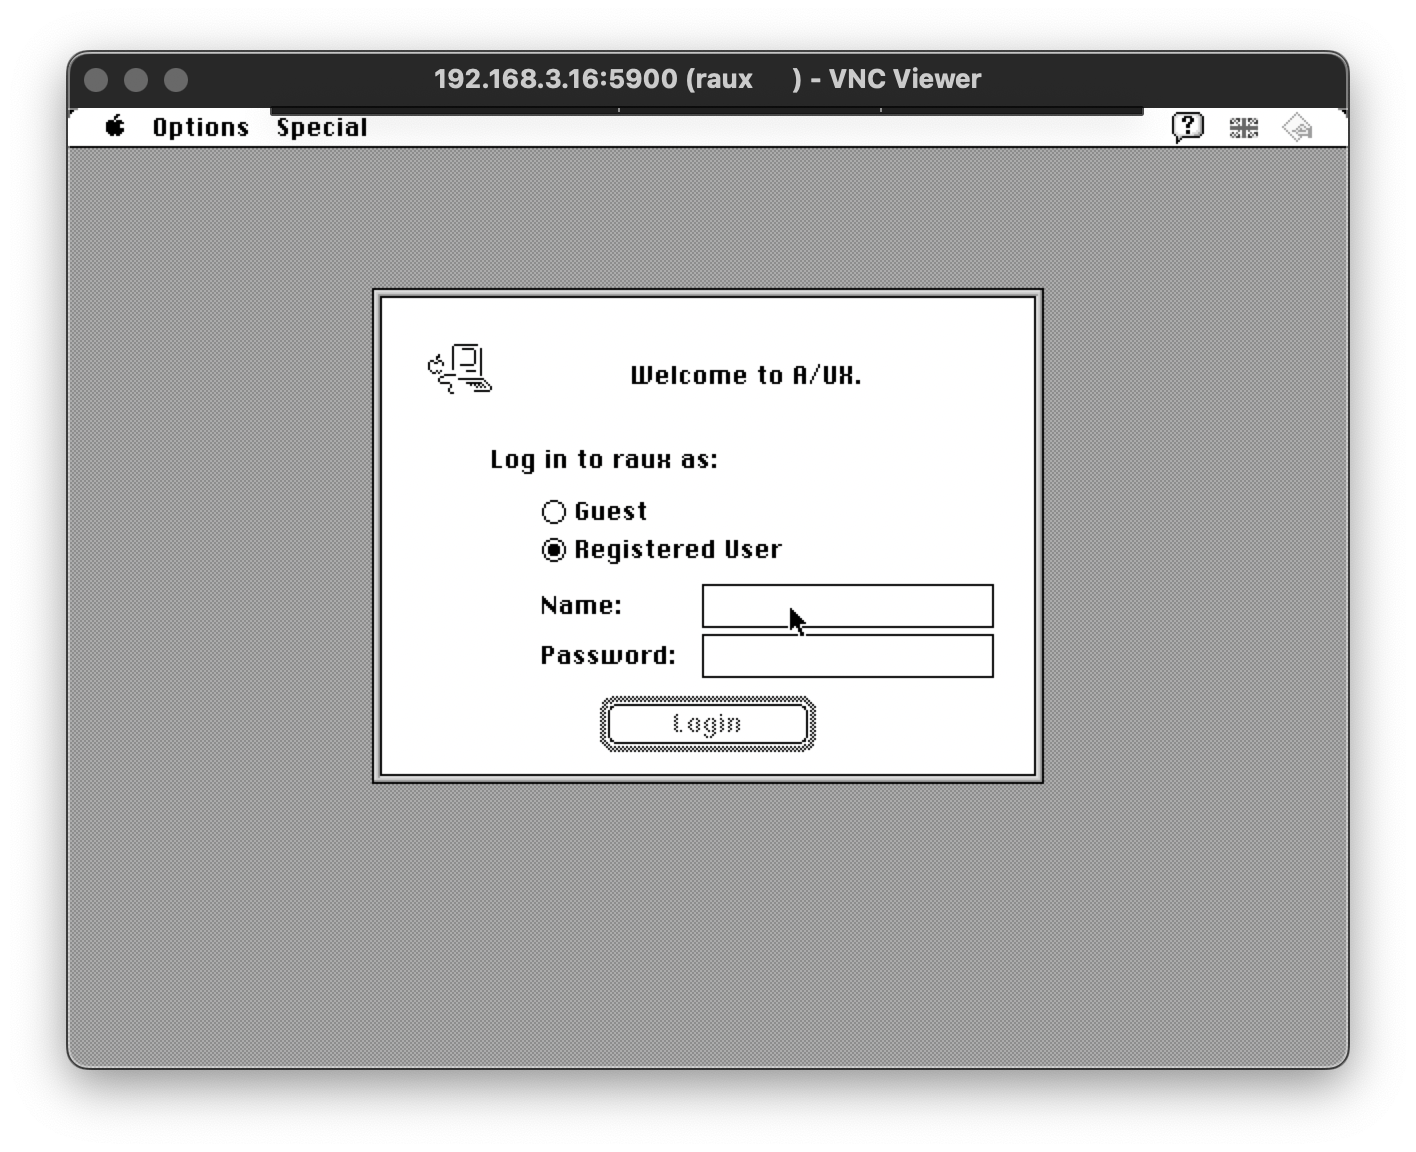 192.168.3.16:5900 (raux ) - VNC Viewer
Options Special
Welcome to A/UX.
Log in to raux as:
Guest
Registered User
Name:
Password:
Login